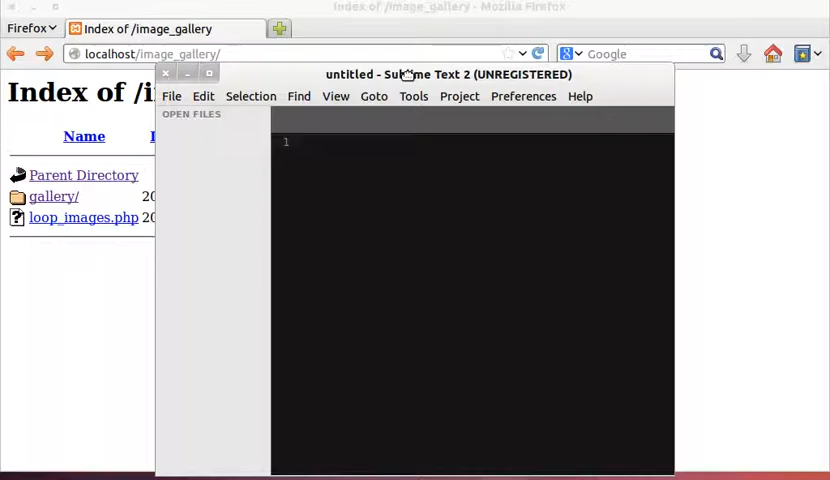 Index of /image_gallery - Mozilla Firefox
Firefox
Index of /image_gallery
localhost/image_gallery/
Google
untitled - Sublime Text 2 (UNREGISTERED)
File Edit Selection Find View Goto Tools Project Preferences Help
OPEN FILES
1
Index of /i
Name
Parent Directory
gallery/ 20
loop_images.php 20